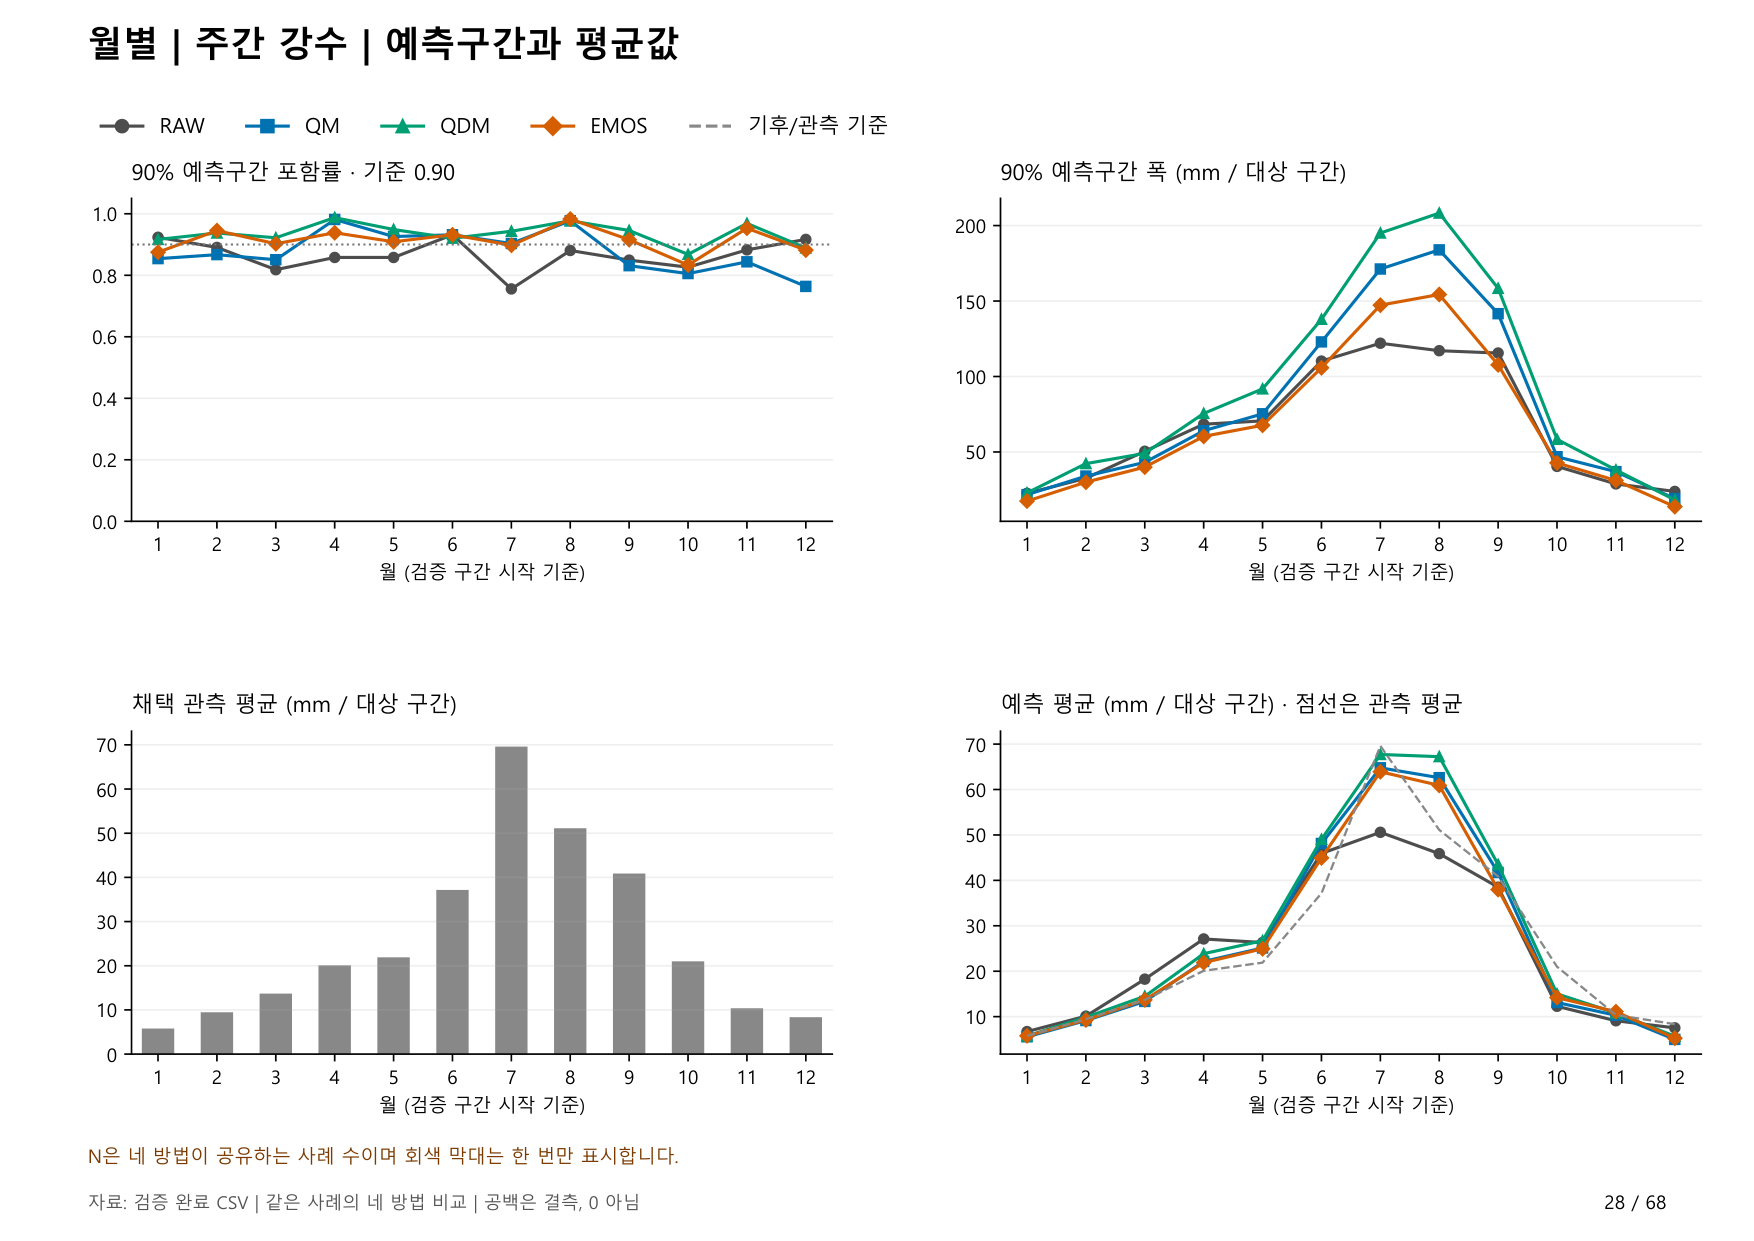 월별 | 주간 강수 | 예측구간과 평균값
RAW QM QDM EMOS 기후/관측 기준
90% 예측구간 포함률 · 기준 0.90
1.0
0.8
0.6
0.4
0.2
0.0
1 2 3 4 5 6 7 8 9 10 11 12
월 (검증 구간 시작 기준)
90% 예측구간 폭 (mm / 대상 구간)
200
150
100
50
1 2 3 4 5 6 7 8 9 10 11 12
월 (검증 구간 시작 기준)
채택 관측 평균 (mm / 대상 구간)
70
60
50
40
30
20
10
0
1 2 3 4 5 6 7 8 9 10 11 12
월 (검증 구간 시작 기준)
예측 평균 (mm / 대상 구간) · 점선은 관측 평균
70
60
50
40
30
20
10
1 2 3 4 5 6 7 8 9 10 11 12
월 (검증 구간 시작 기준)
N은 네 방법이 공유하는 사례 수이며 회색 막대는 한 번만 표시합니다.
자료: 검증 완료 CSV | 같은 사례의 네 방법 비교 | 공백은 결측, 0 아님
28 / 68